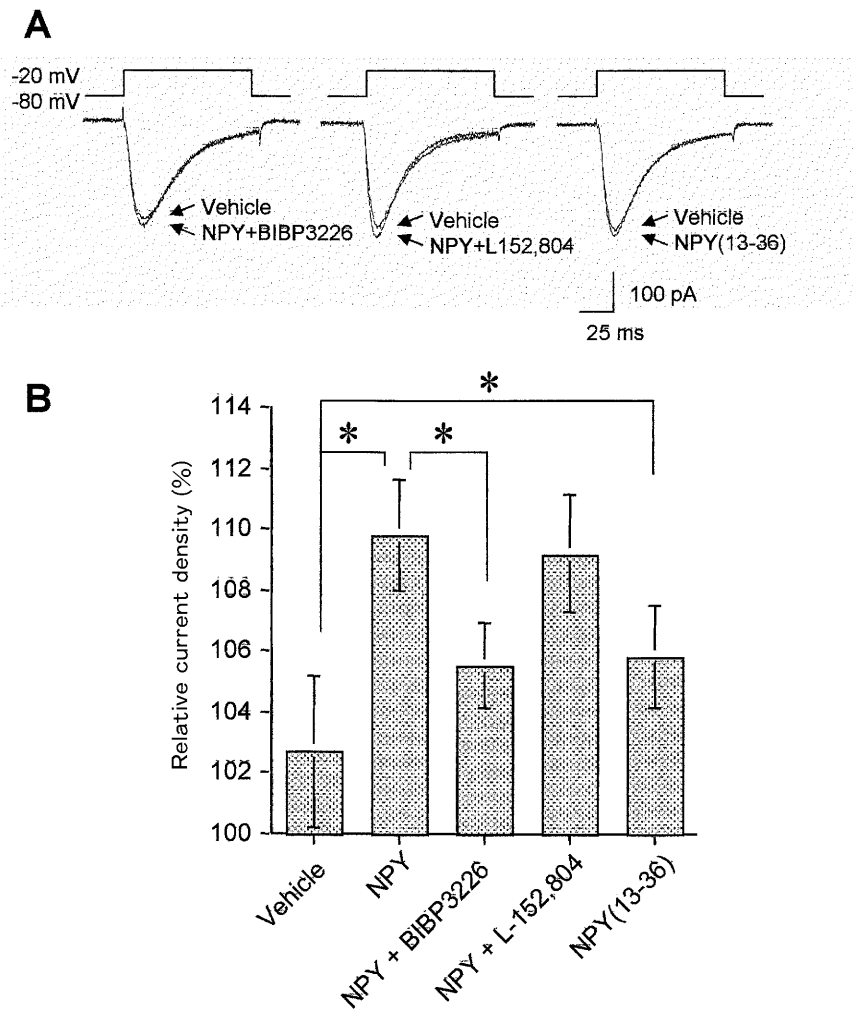 A
-20 mV
-80 mV
Vehicle
NPY+BIBP3226
Vehicle
NPY+L152,804
Vehicle
NPY(13-36)
100 pA
25 ms
B
Relative current density (%)
114
112
110
108
106
104
102
100
*
*
*
Vehicle
NPY
NPY + BIBP3226
NPY + L-152,804
NPY(13-36)